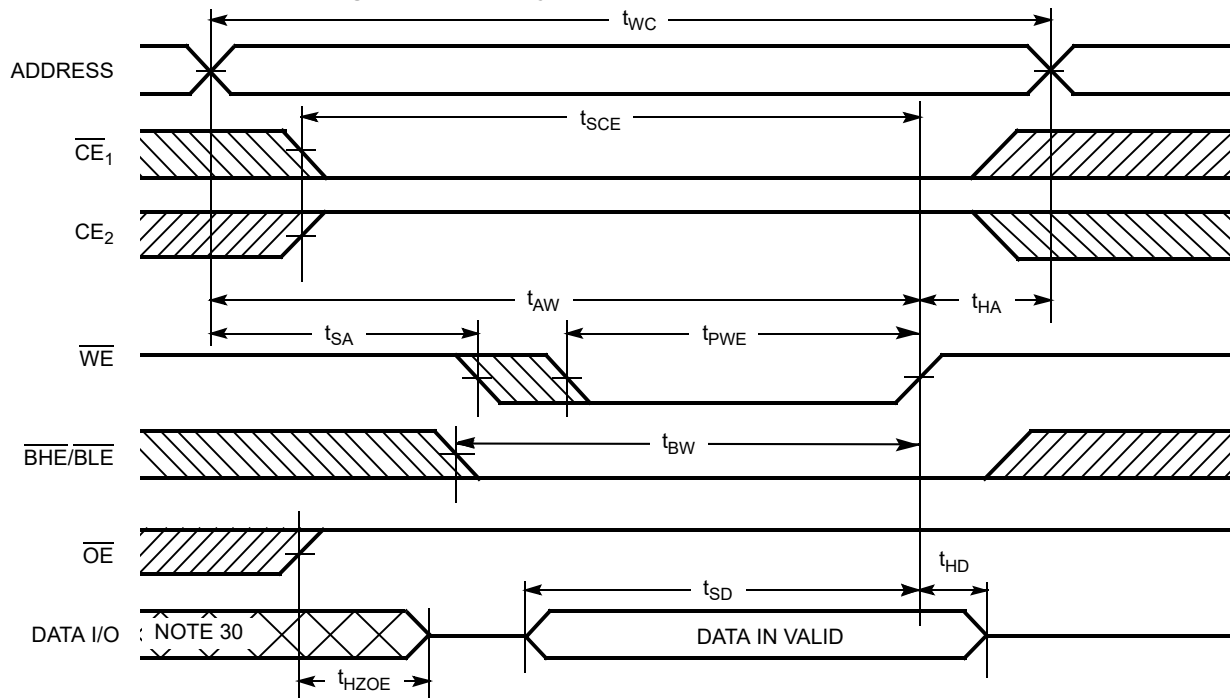 tWC
ADDRESS
tSCE
CE1
CE2
tAW
tHA
tSA
tPWE
WE
BHE/BLE
tBW
OE
tHD
tSD
DATA I/O
NOTE 30
DATA IN VALID
tHZOE